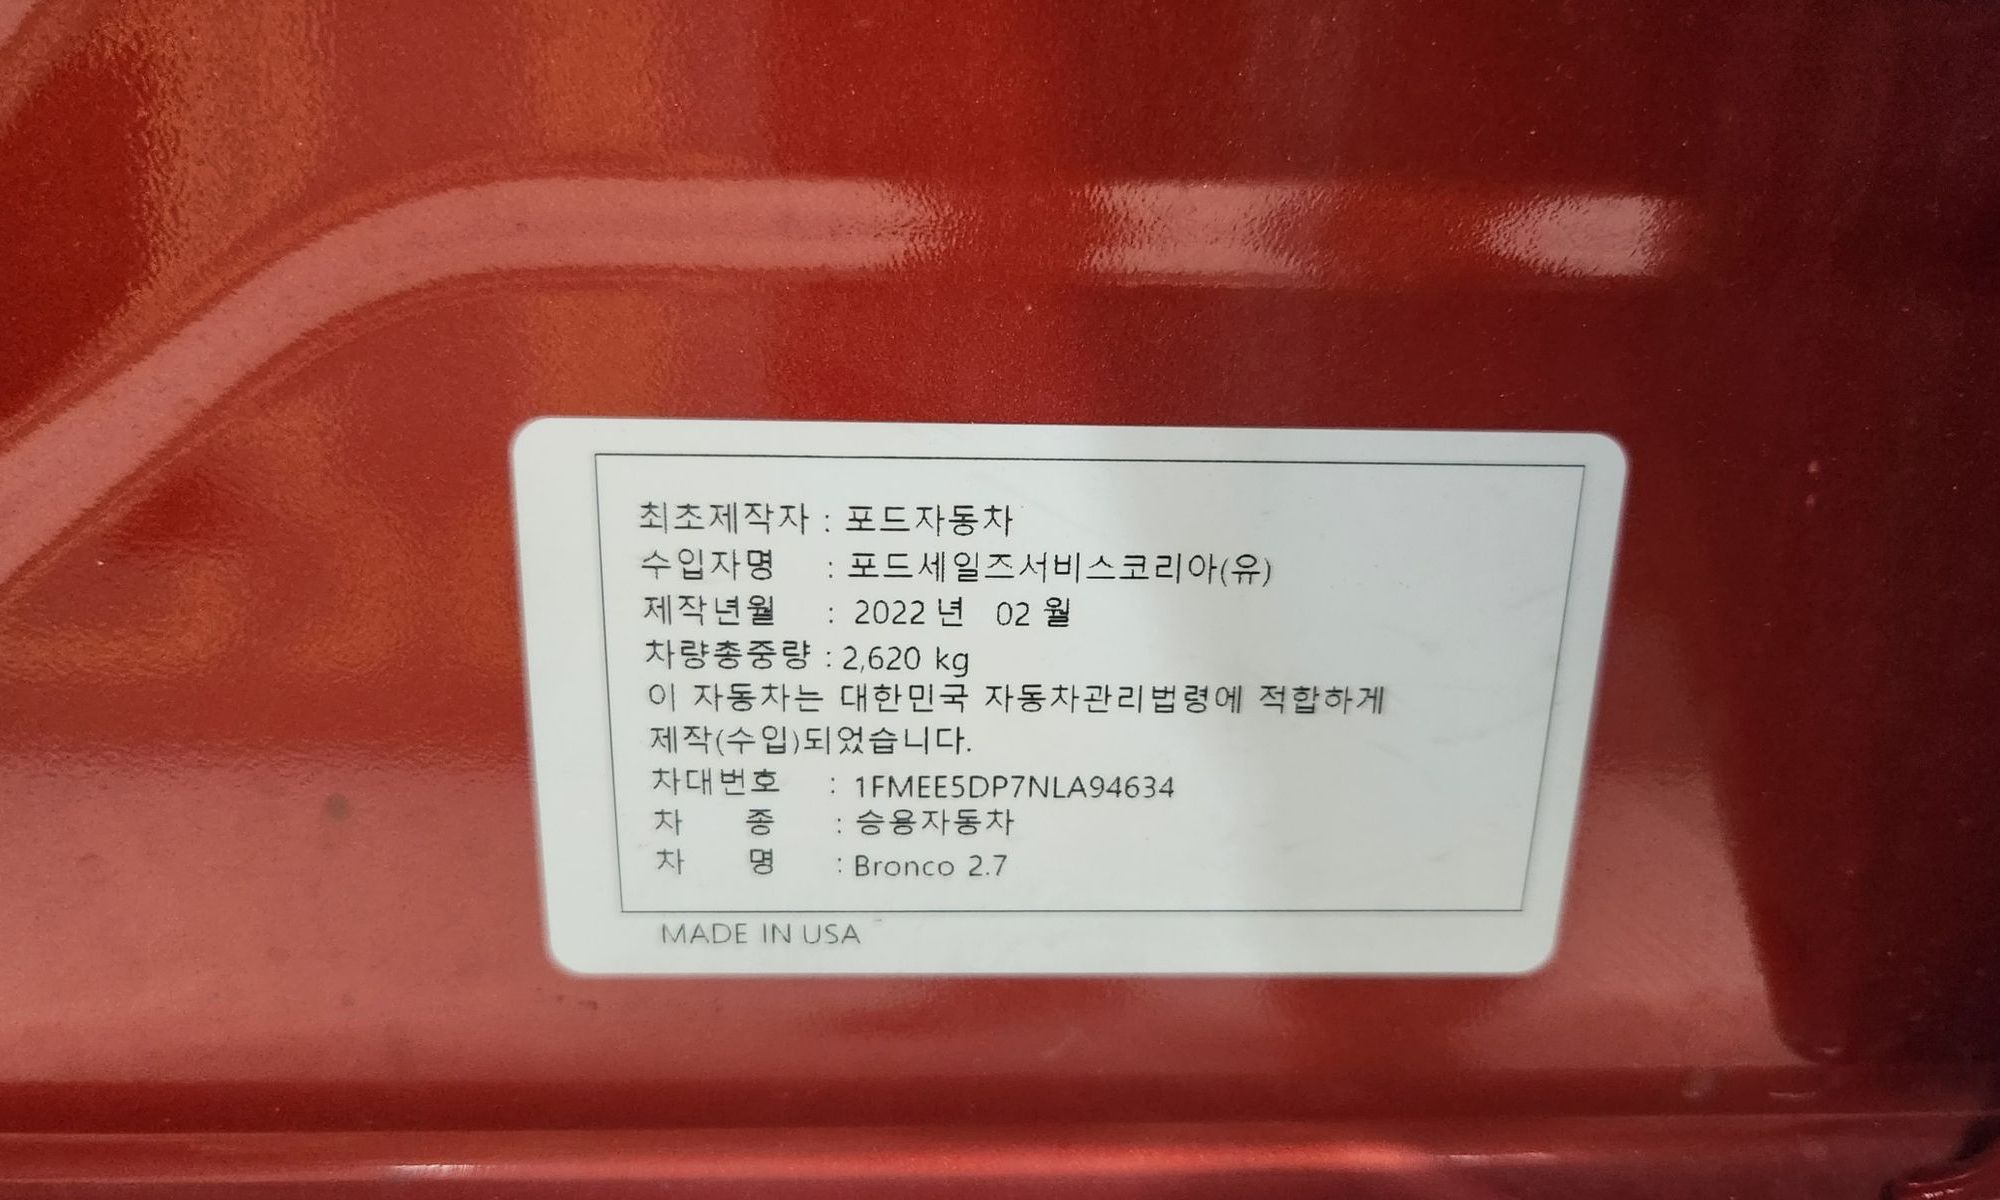 최초제작자 : 포드자동차
수입자명 : 포드세일즈서비스코리아(유)
제작년월 : 2022 년 02 월
차량총중량 : 2,620 kg
이 자동차는 대한민국 자동차관리법령에 적합하게
제작(수입)되었습니다.
차대번호 : 1FMEE5DP7NLA94634
차 종 : 승용자동차
차 명 : Bronco 2.7
MADE IN USA